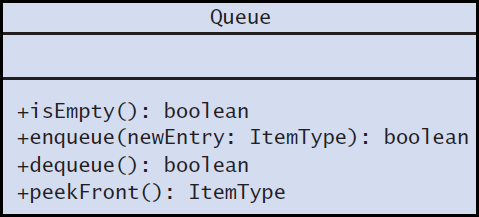 Queue
+isEmpty(): boolean
+enqueue(newEntry: ItemType): boolean
+dequeue(): boolean
+peekFront(): ItemType